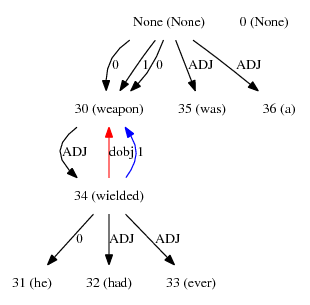 None (None) 0 (None)
0 1 0 ADJ ADJ
30 (weapon) 35 (was) 36 (a)
ADJ dobj 1
34 (wielded)
0 ADJ ADJ
31 (he) 32 (had) 33 (ever)